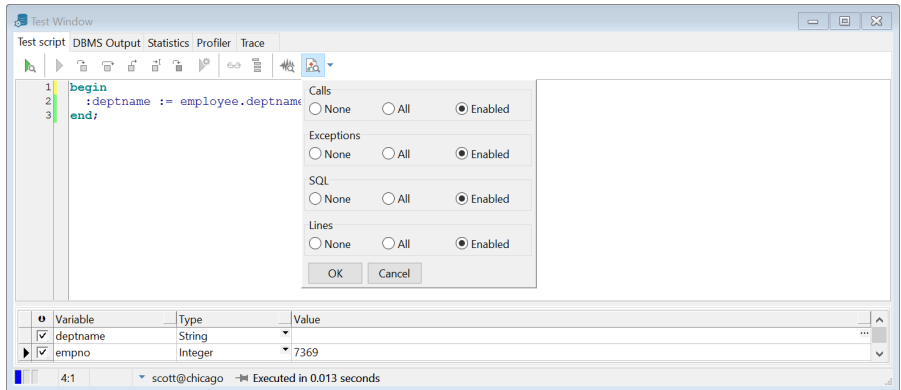 Test Window
Test script DBMS Output Statistics Profiler Trace
1 begin
2 :deptname := employee.deptname
3 end;
Calls
None All Enabled
Exceptions
None All Enabled
SQL
None All Enabled
Lines
None All Enabled
OK Cancel
Variable Type Value
deptname String ...
empno Integer 7369
4:1 scott@chicago Executed in 0.013 seconds